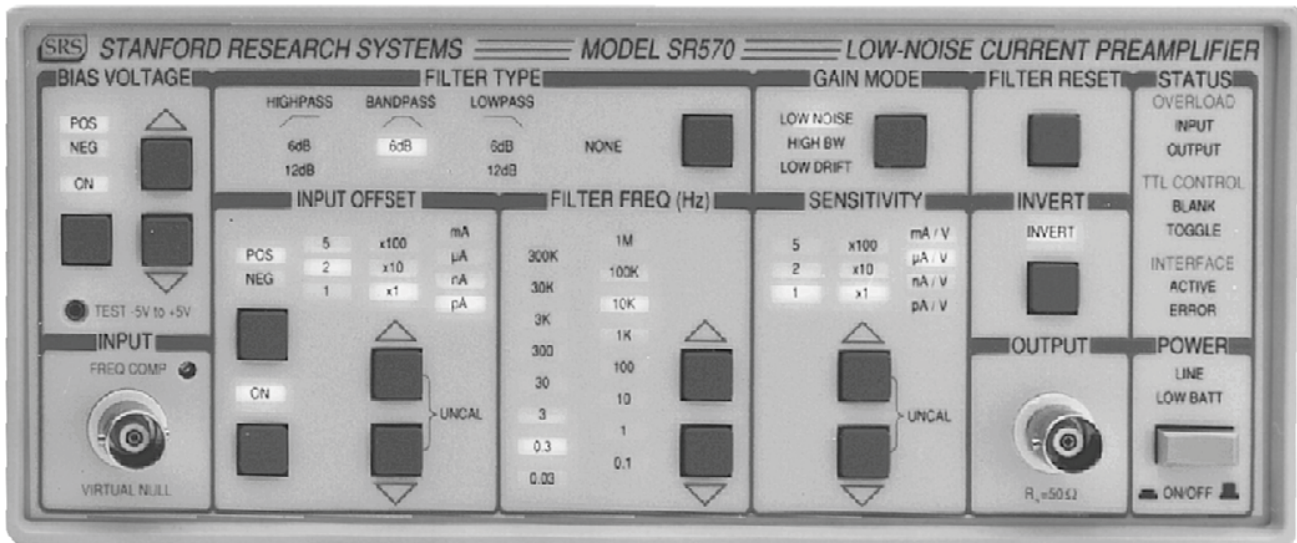 SRS STANFORD RESEARCH SYSTEMS MODEL SR570 LOW-NOISE CURRENT PREAMPLIFIER
BIAS VOLTAGE
POS
NEG
ON
TEST -5V to +5V
FILTER TYPE
HIGHPASS BANDPASS LOWPASS
6dB 6dB 6dB NONE
12dB 12dB
GAIN MODE
LOW NOISE
HIGH BW
LOW DRIFT
FILTER RESET
STATUS
OVERLOAD
INPUT
OUTPUT
TTL CONTROL
BLANK
TOGGLE
INTERFACE
ACTIVE
ERROR
INPUT OFFSET
POS
NEG
5 x100 mA
µA
2 x10 nA
1 x1 pA
ON
UNCAL
FILTER FREQ (Hz)
1M
300K
100K
30K
10K
3K
1K
300
100
30
10
3
1
0.3
0.1
0.03
SENSITIVITY
5 x100 mA / V
µA / V
2 x10 nA / V
1 x1 pA / V
UNCAL
INVERT
INVERT
INPUT
FREQ COMP
VIRTUAL NULL
OUTPUT
POWER
LINE
LOW BATT
ON/OFF